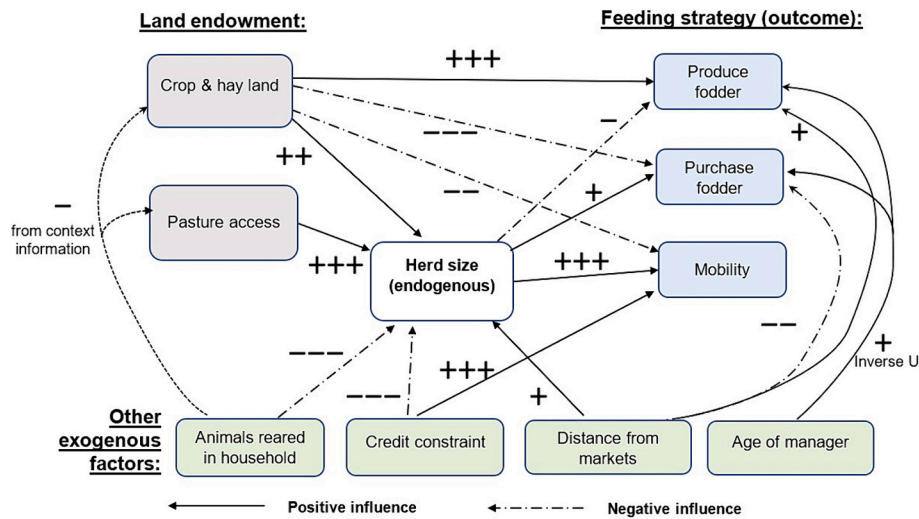 Land endowment:
Feeding strategy (outcome):
+++
Crop & hay land
Produce
fodder
−
+
−−−
++
Purchase
fodder
−−
+
−
from context
information
Pasture access
+++
Herd size
(endogenous)
+++
Mobility
−−−
−−
+++
+
Inverse U
−−−
+
Other
exogenous
factors:
Animals reared
in household
Credit constraint
Distance from
markets
Age of manager
Positive influence
Negative influence